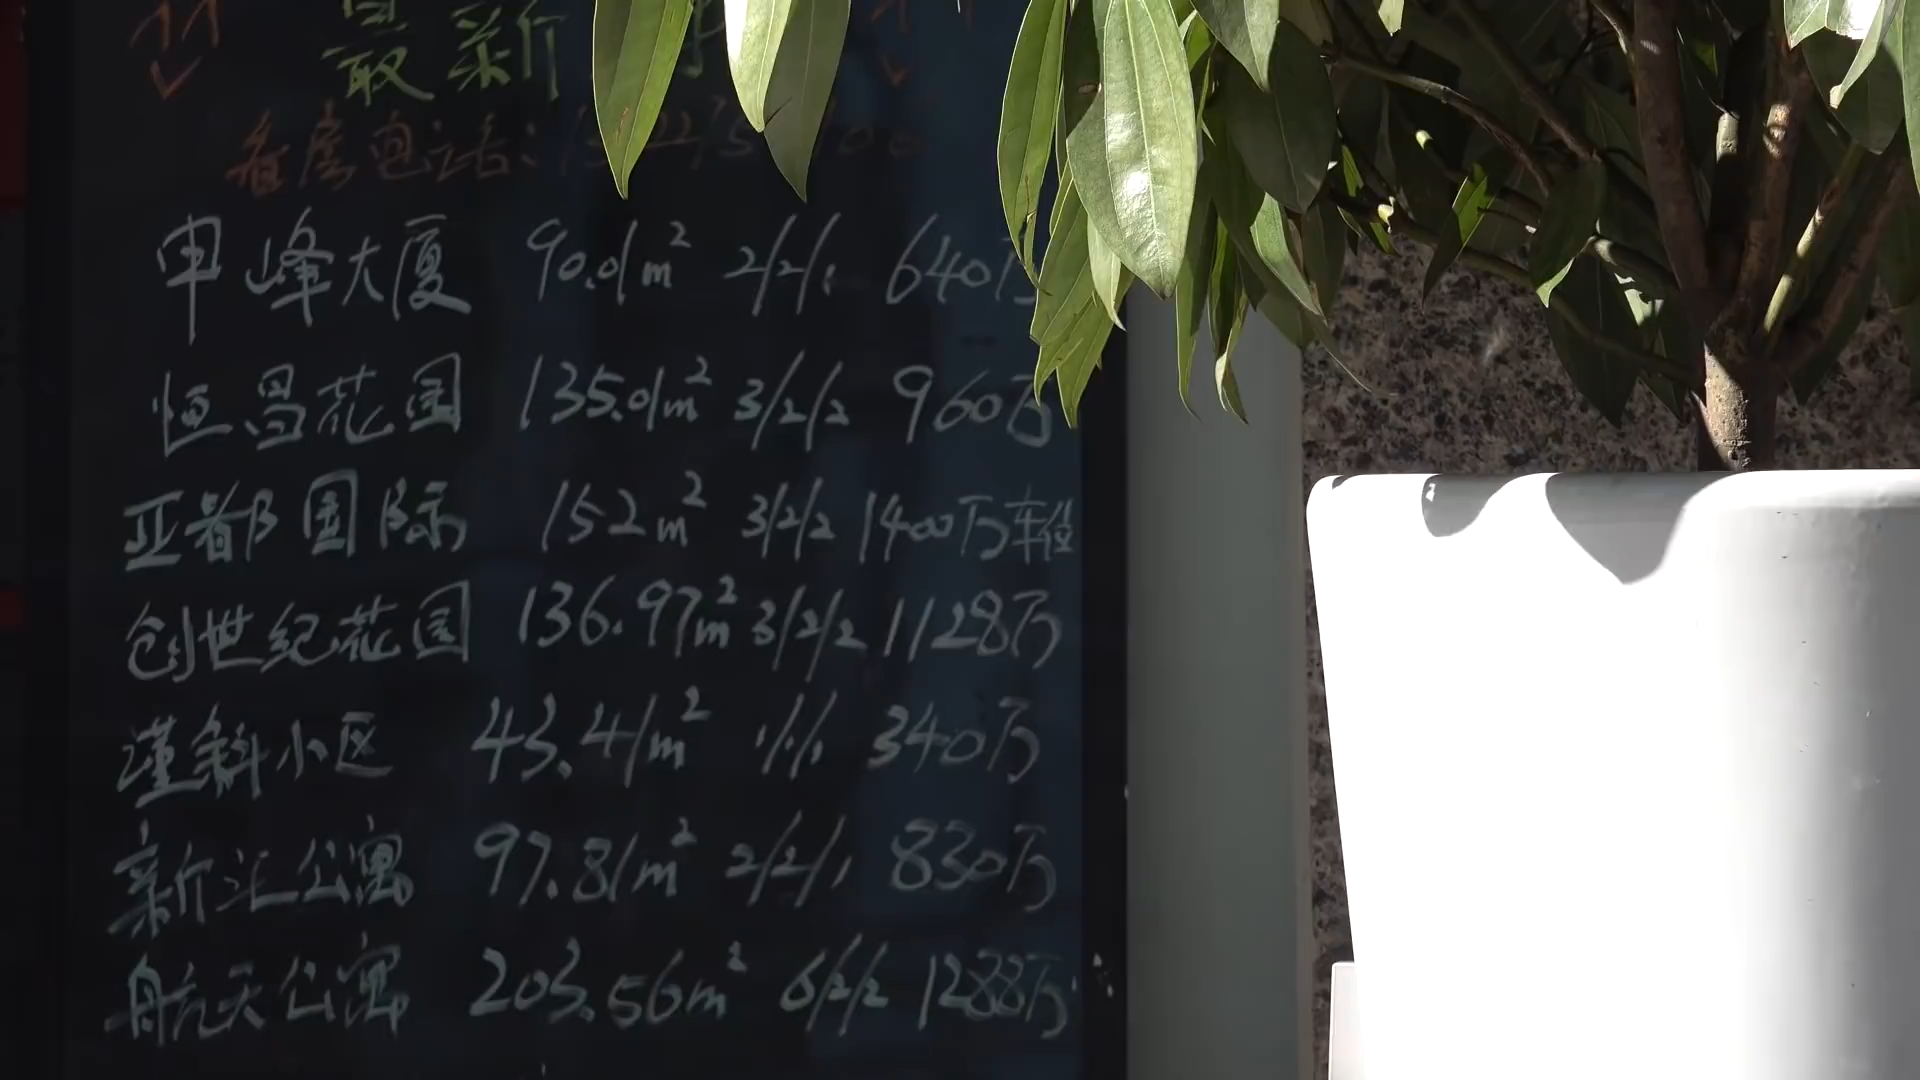 最新
看房电话:
申峰大厦 90.01m² 2/2/1 640万
恒昌花园 135.01m² 3/2/2 960万
亚都国际 152m² 3/2/2 1400万车位
创世纪花园 136.97m² 3/2/2 1128万
谨斜小区 43.41m² 1/1/1 340万
新汇公寓 97.81m² 2/2/1 830万
航天公寓 203.56m² 6/2/2 1288万